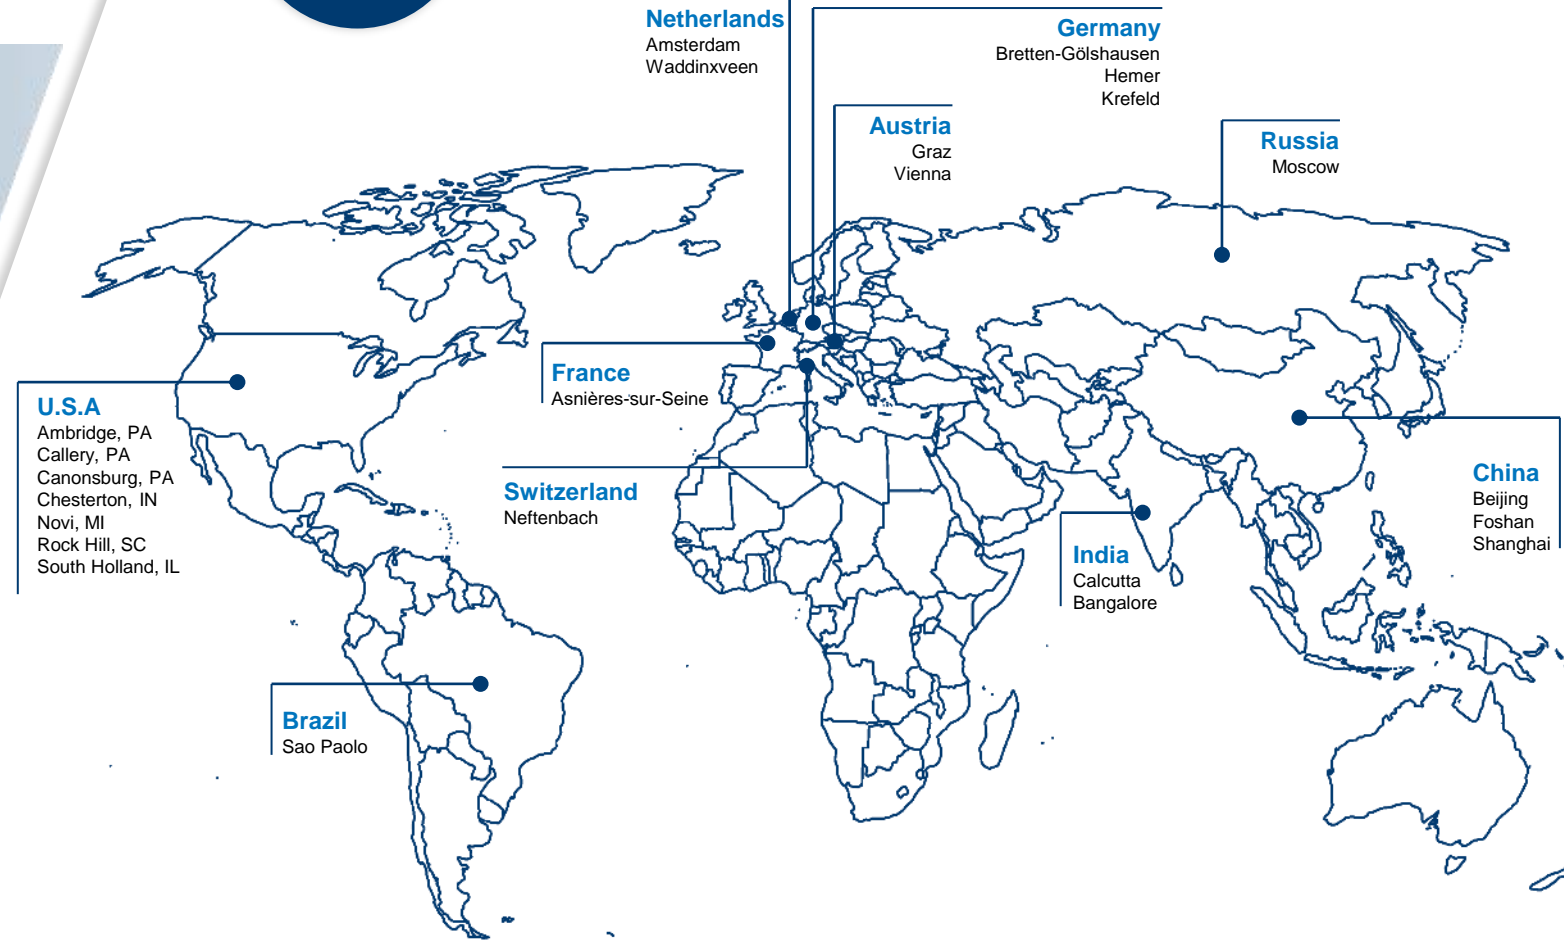 Netherlands
Amsterdam
Waddinxveen
Germany
Bretten-Gölshausen
Hemer
Krefeld
Austria
Graz
Vienna
Russia
Moscow
France
Asnières-sur-Seine
U.S.A
Ambridge, PA
Callery, PA
Canonsburg, PA
Chesterton, IN
Novi, MI
Rock Hill, SC
South Holland, IL
Switzerland
Neftenbach
China
Beijing
Foshan
Shanghai
India
Calcutta
Bangalore
Brazil
Sao Paolo